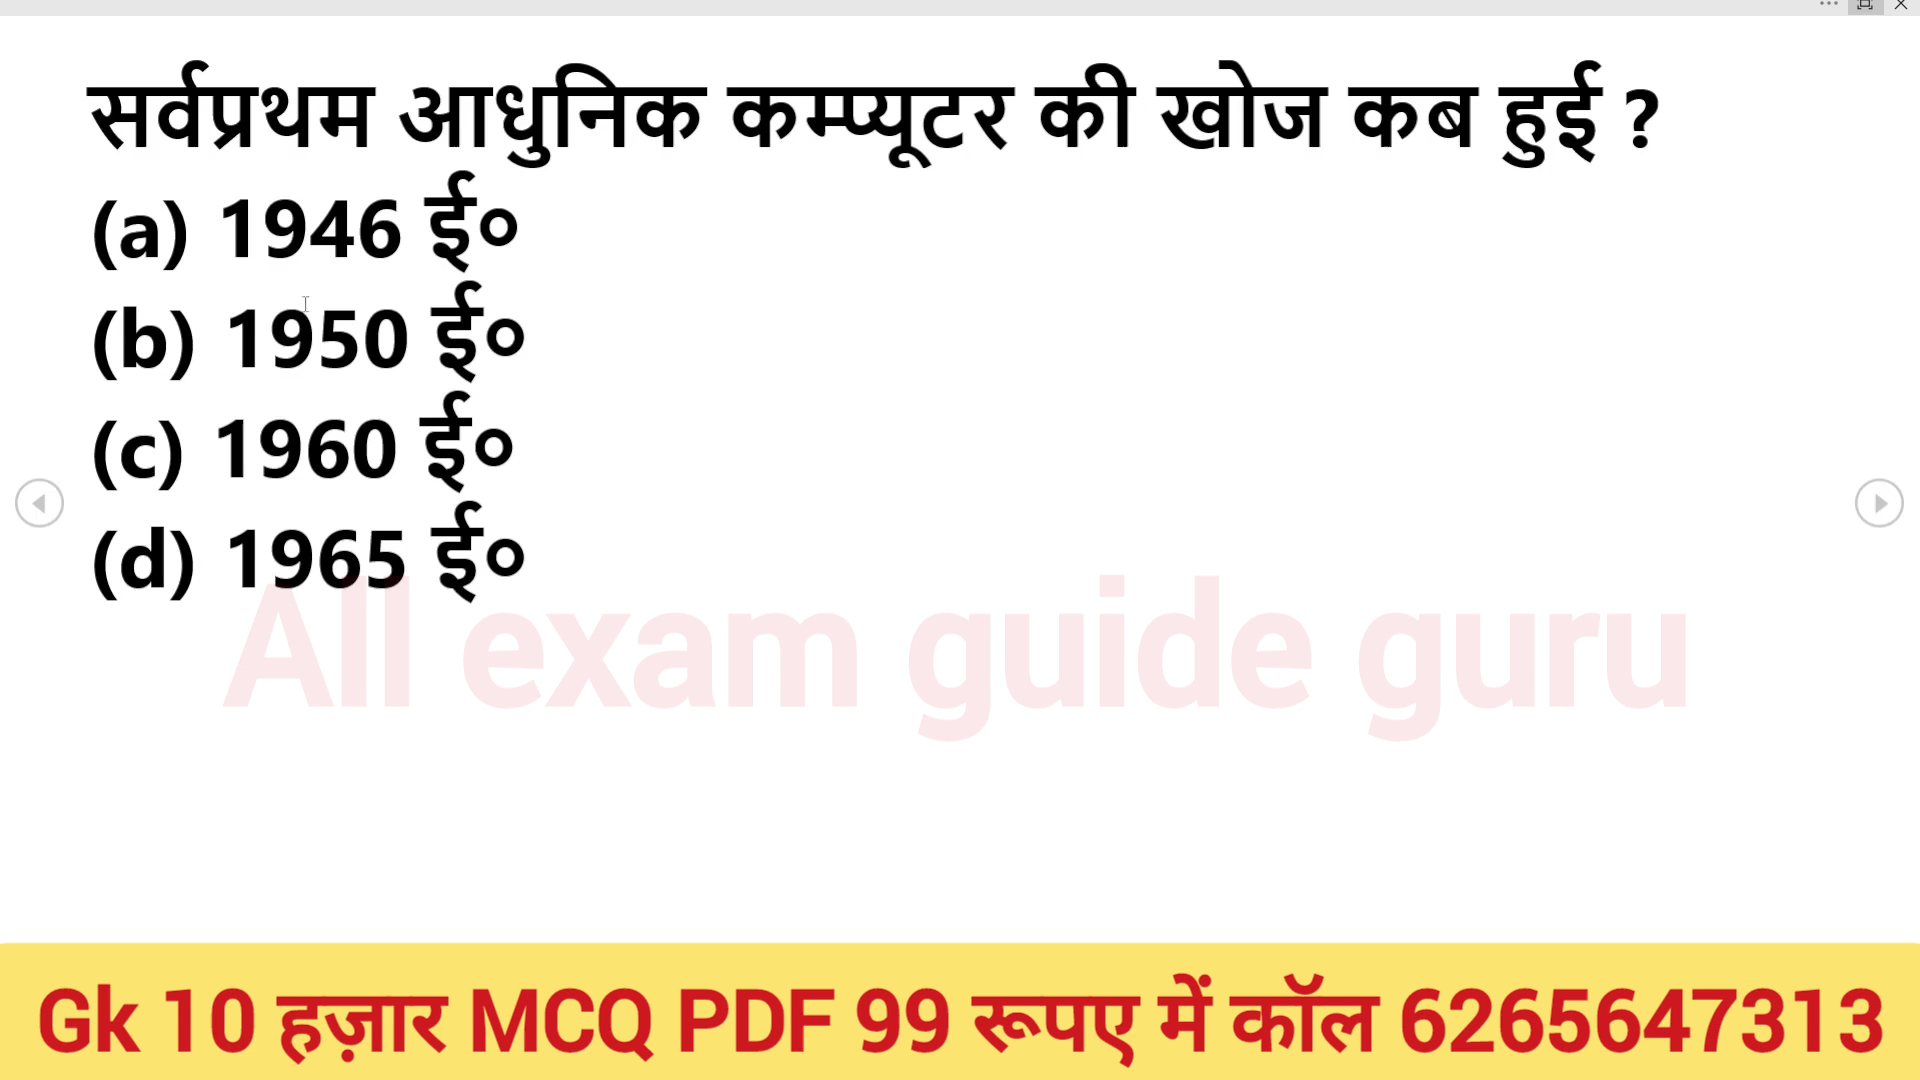 सर्वप्रथम आधुनिक कम्प्यूटर की खोज कब हुई ?
(a) 1946 ई०
(b) 1950 ई०
(c) 1960 ई०
(d) 1965 ई०
All exam guide guru
Gk 10 हज़ार MCQ PDF 99 रूपए में कॉल 6265647313